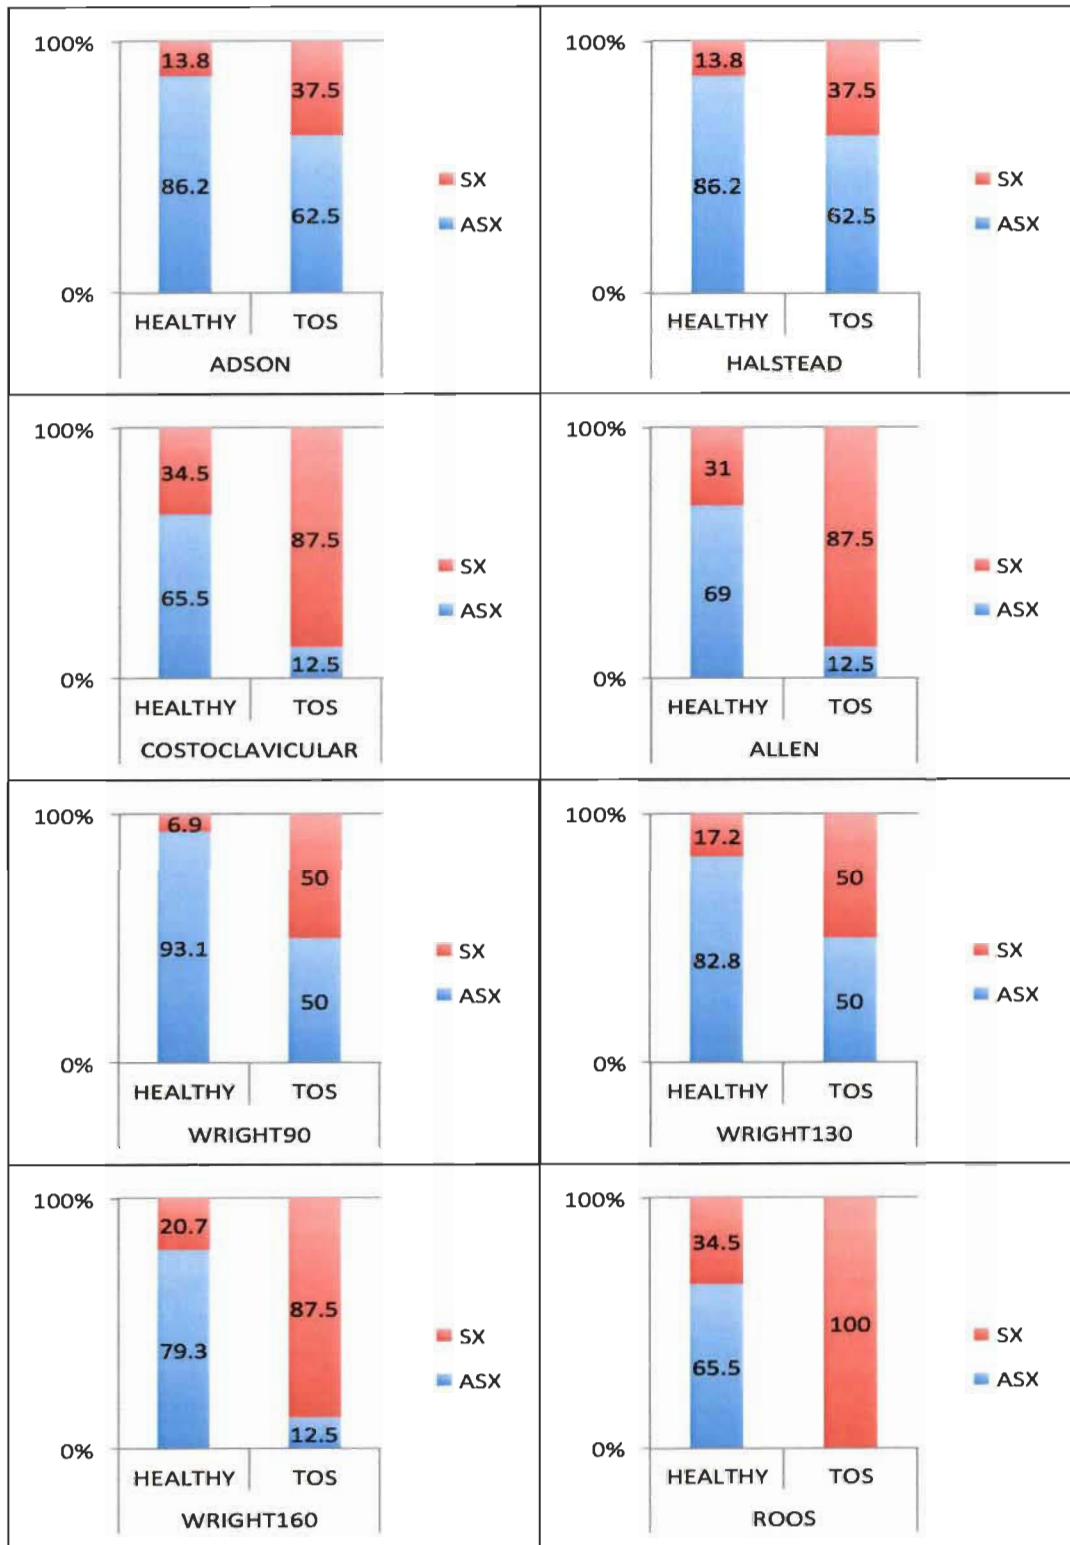 100%
13.8
37.5
86.2
62.5
SX
ASX
0%
HEALTHY TOS
ADSON
100%
13.8
37.5
86.2
62.5
SX
ASX
0%
HEALTHY TOS
HALSTEAD
100%
34.5
87.5
65.5
12.5
SX
ASX
0%
HEALTHY TOS
COSTOCLAVICULAR
100%
31
87.5
69
12.5
SX
ASX
0%
HEALTHY TOS
ALLEN
100%
6.9
50
93.1
50
SX
ASX
0%
HEALTHY TOS
WRIGHT90
100%
17.2
50
82.8
50
SX
ASX
0%
HEALTHY TOS
WRIGHT130
100%
20.7
87.5
79.3
12.5
SX
ASX
0%
HEALTHY TOS
WRIGHT160
100%
34.5
100
65.5
SX
ASX
0%
HEALTHY TOS
ROOS